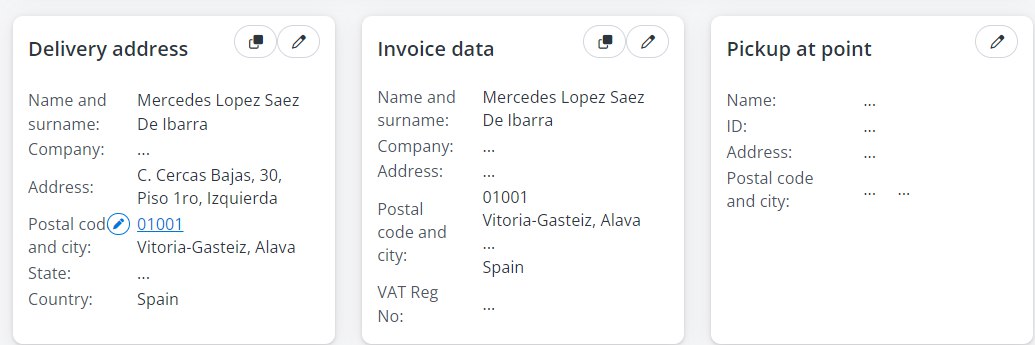 Delivery address
Name and Mercedes Lopez Saez
surname: De Ibarra
Company: ...
Address: C. Cercas Bajas, 30,
Piso 1ro, Izquierda
Postal cod 01001
and city: Vitoria-Gasteiz, Alava
State: ...
Country: Spain
Invoice data
Name and Mercedes Lopez Saez
surname: De Ibarra
Company: ...
Address: ...
01001
Postal Vitoria-Gasteiz, Alava
code and ...
city: Spain
VAT Reg
No: ...
Pickup at point
Name: ...
ID: ...
Address: ...
Postal code
and city: ... ...